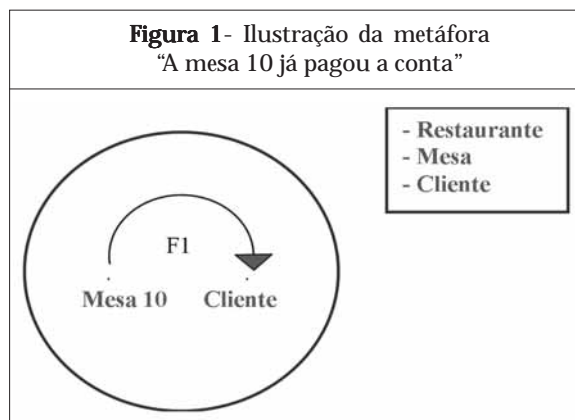 Figura 1- Ilustração da metáfora
“A mesa 10 já pagou a conta”
- Restaurante
- Mesa
- Cliente
F1
Mesa 10 Cliente